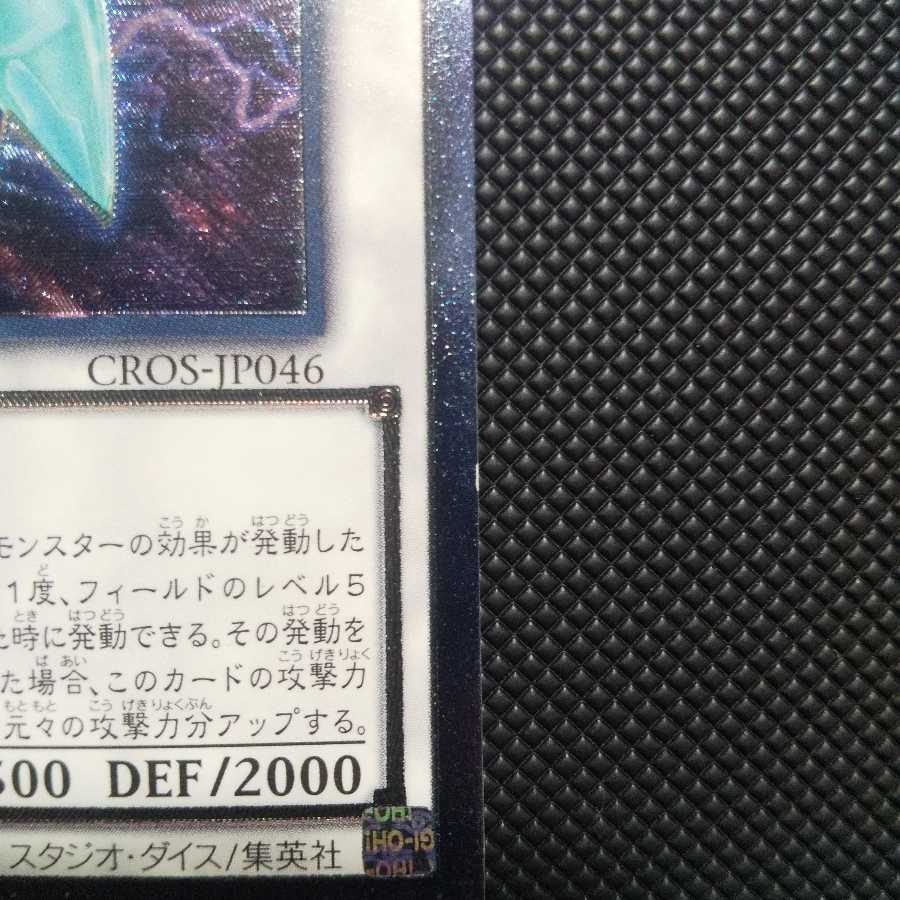 CROS-JP046
モンスターの効果が発動した
1度、フィールドのレベル5
た時に発動できる。その発動を
た場合、このカードの攻撃力
元々の攻撃力分アップする。
500 DEF/2000
スタジオ・ダイス/集英社
GI-OH!